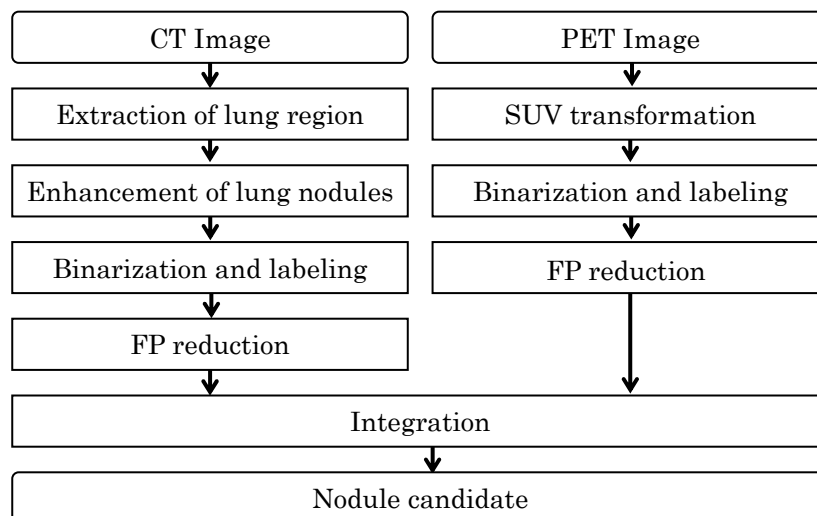 CT Image
PET Image
Extraction of lung region
SUV transformation
Enhancement of lung nodules
Binarization and labeling
Binarization and labeling
FP reduction
FP reduction
Integration
Nodule candidate